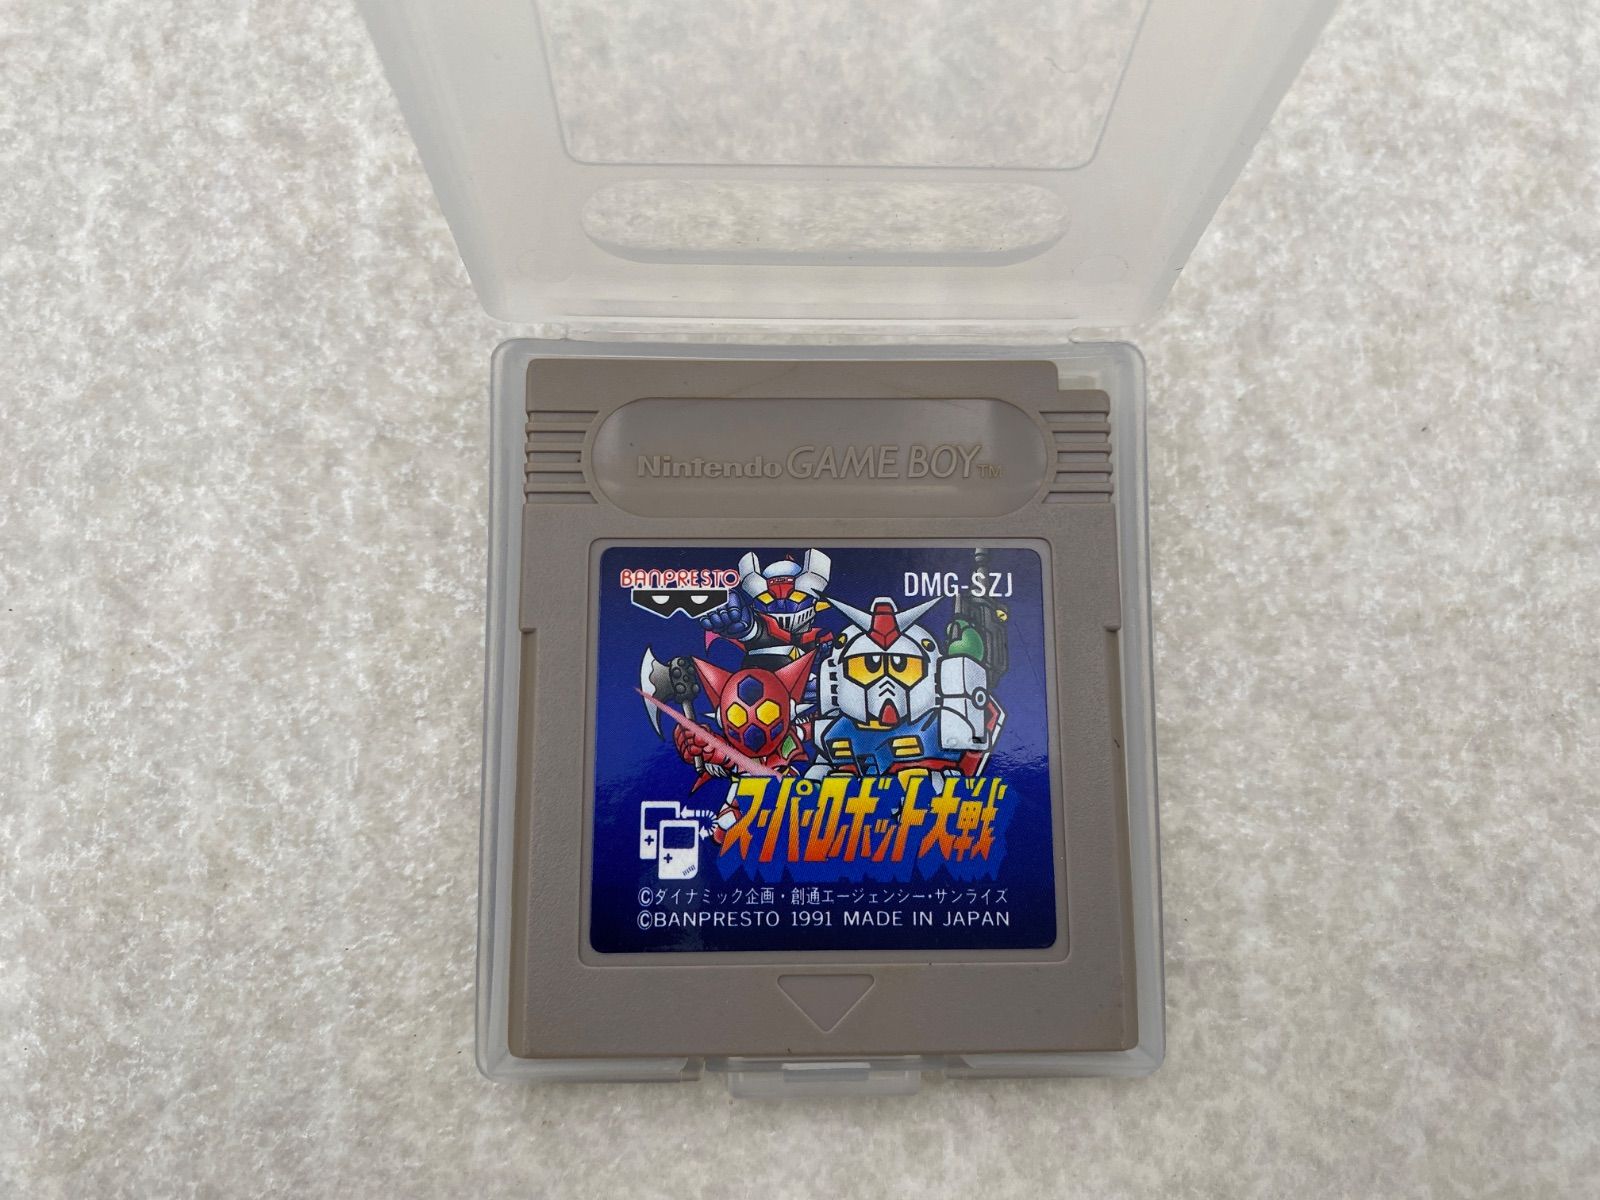 Nintendo GAME BOY TM
BANPRESTO
DMG-SZJ
スーパーロボット大戦
©ダイナミック企画・創通エージェンシー・サンライズ
©BANPRESTO 1991 MADE IN JAPAN